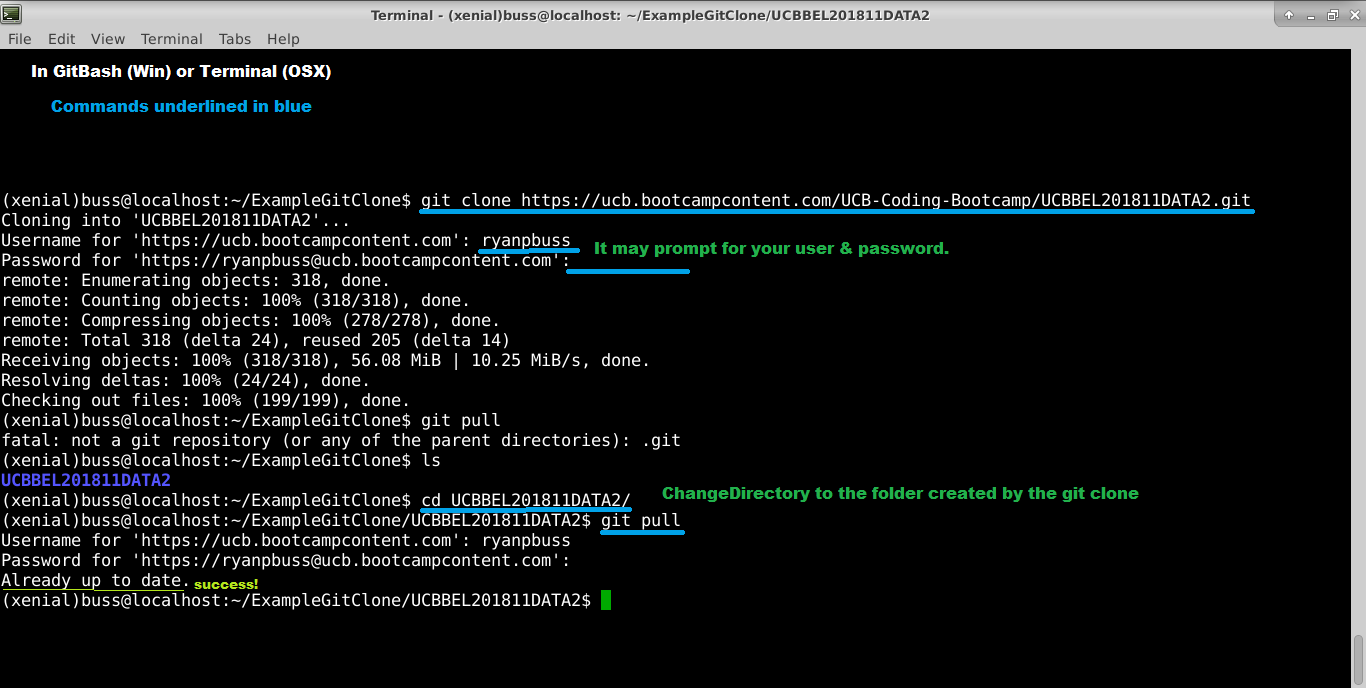 Terminal - (xenial)buss@localhost: ~/ExampleGitClone/UCBBEL201811DATA2
File Edit View Terminal Tabs Help
In GitBash (Win) or Terminal (OSX)
Commands underlined in blue
(xenial)buss@localhost:~/ExampleGitClone$ git clone https://ucb.bootcampcontent.com/UCB-Coding-Bootcamp/UCBBEL201811DATA2.git
Cloning into 'UCBBEL201811DATA2'...
Username for 'https://ucb.bootcampcontent.com': ryanpbuss
It may prompt for your user & password.
Password for 'https://ryanpbuss@ucb.bootcampcontent.com':
remote: Enumerating objects: 318, done.
remote: Counting objects: 100% (318/318), done.
remote: Compressing objects: 100% (278/278), done.
remote: Total 318 (delta 24), reused 205 (delta 14)
Receiving objects: 100% (318/318), 56.08 MiB | 10.25 MiB/s, done.
Resolving deltas: 100% (24/24), done.
Checking out files: 100% (199/199), done.
(xenial)buss@localhost:~/ExampleGitClone$ git pull
fatal: not a git repository (or any of the parent directories): .git
(xenial)buss@localhost:~/ExampleGitClone$ ls
UCBBEL201811DATA2
(xenial)buss@localhost:~/ExampleGitClone$ cd UCBBEL201811DATA2/
ChangeDirectory to the folder created by the git clone
(xenial)buss@localhost:~/ExampleGitClone/UCBBEL201811DATA2$ git pull
Username for 'https://ucb.bootcampcontent.com': ryanpbuss
Password for 'https://ryanpbuss@ucb.bootcampcontent.com':
Already up to date. success!
(xenial)buss@localhost:~/ExampleGitClone/UCBBEL201811DATA2$